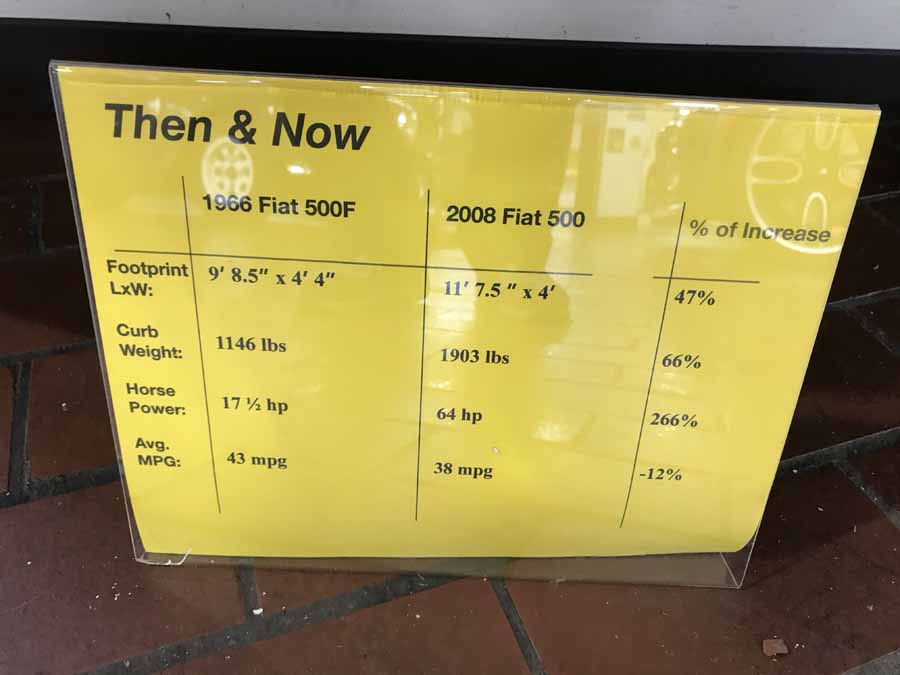 Then & Now
1966 Fiat 500F 2008 Fiat 500 % of Increase
Footprint LxW: 9′ 8.5″ x 4′ 4″ 11′ 7.5 ″ x 4′ 47%
Curb Weight: 1146 lbs 1903 lbs 66%
Horse Power: 17 ½ hp 64 hp 266%
Avg. MPG: 43 mpg 38 mpg -12%